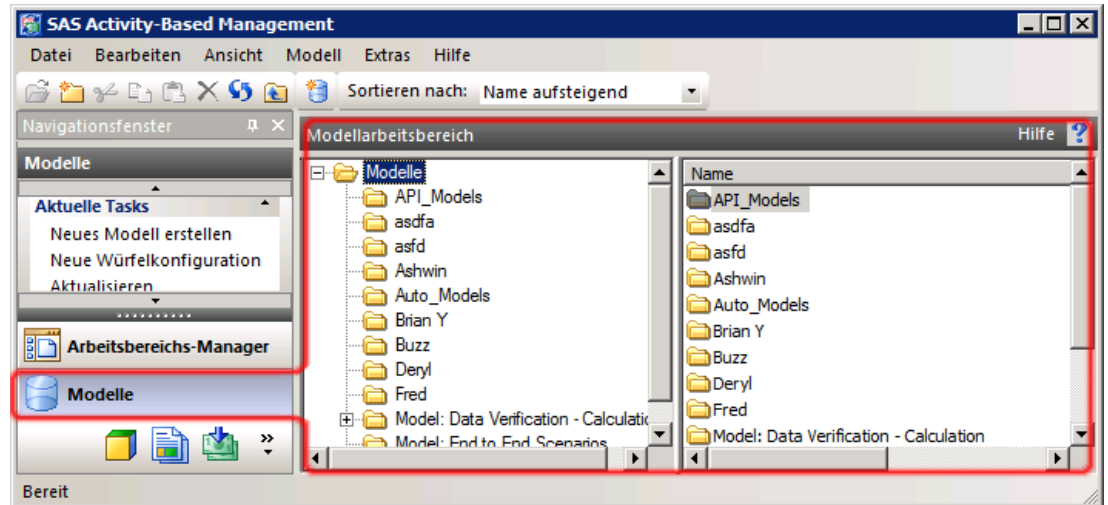 SAS Activity-Based Management
Datei Bearbeiten Ansicht Modell Extras Hilfe
Sortieren nach: Name aufsteigend
Navigationsfenster
Modelle
Aktuelle Tasks
Neues Modell erstellen
Neue Würfelkonfiguration
Aktualisieren
Arbeitsbereichs-Manager
Modelle
Modellarbeitsbereich
Hilfe
Modelle
API_Models
asdfa
asfd
Ashwin
Auto_Models
Brian Y
Buzz
Deryl
Fred
Model: Data Verification - Calculatio
Model: End to End Scenarios
Name
API_Models
asdfa
asfd
Ashwin
Auto_Models
Brian Y
Buzz
Deryl
Fred
Model: Data Verification - Calculation
Bereit